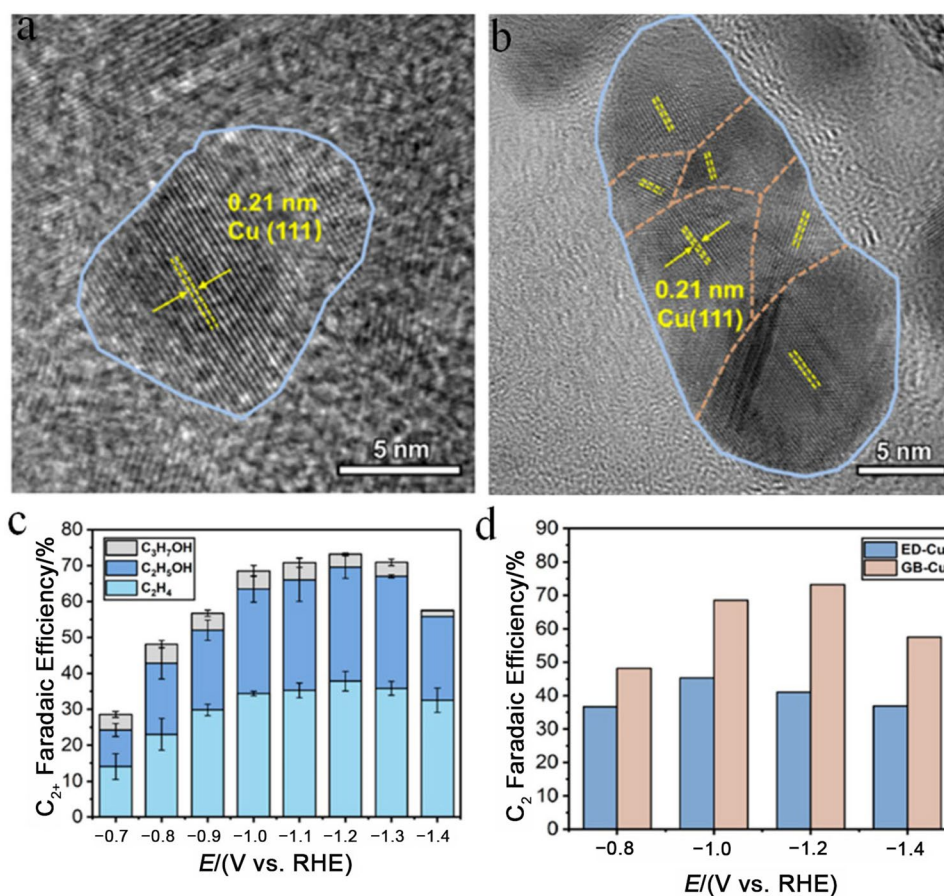 a
0.21 nm
Cu (111)
5 nm
b
0.21 nm
Cu(111)
5 nm
c
C₂₊ Faradaic Efficiency/%
80
70
60
50
40
30
20
10
0
C₃H₇OH
C₂H₅OH
C₂H₄
−0.7 −0.8 −0.9 −1.0 −1.1 −1.2 −1.3 −1.4
E/(V vs. RHE)
d
C₂ Faradaic Efficiency/%
90
80
70
60
50
40
30
20
10
0
ED-Cu
GB-Cu
−0.8 −1.0 −1.2 −1.4
E/(V vs. RHE)